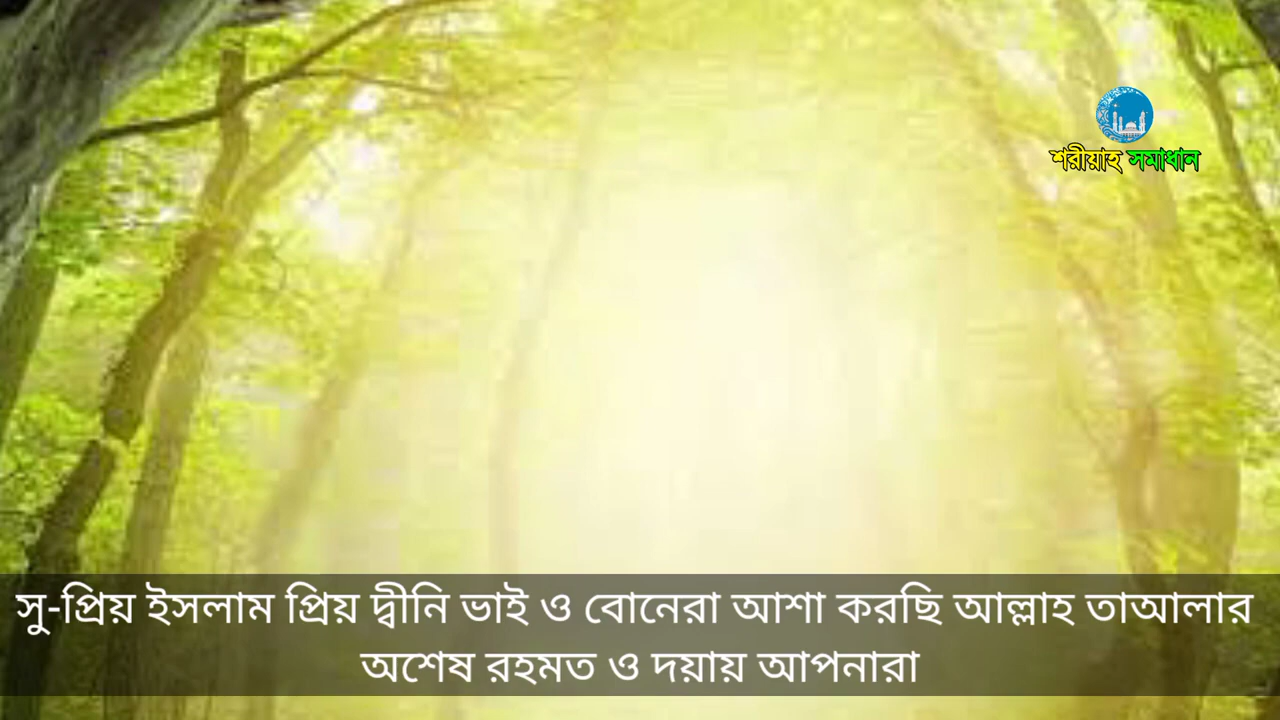 শরীয়াহ সমাধান
সু-প্রিয় ইসলাম প্রিয় দ্বীনি ভাই ও বোনেরা আশা করছি আল্লাহ তাআলার
অশেষ রহমত ও দয়ায় আপনারা